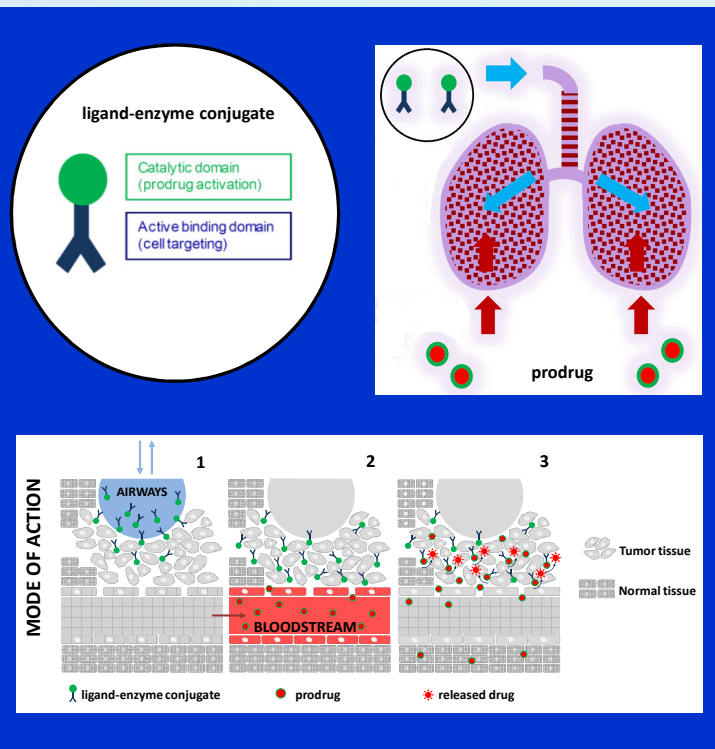 ligand-enzyme conjugate
Catalytic domain
(prodrug activation)
Active binding domain
(cell targeting)
prodrug
MODE OF ACTION
1
2
3
AIRWAYS
BLOODSTREAM
Tumor tissue
Normal tissue
ligand-enzyme conjugate
prodrug
released drug